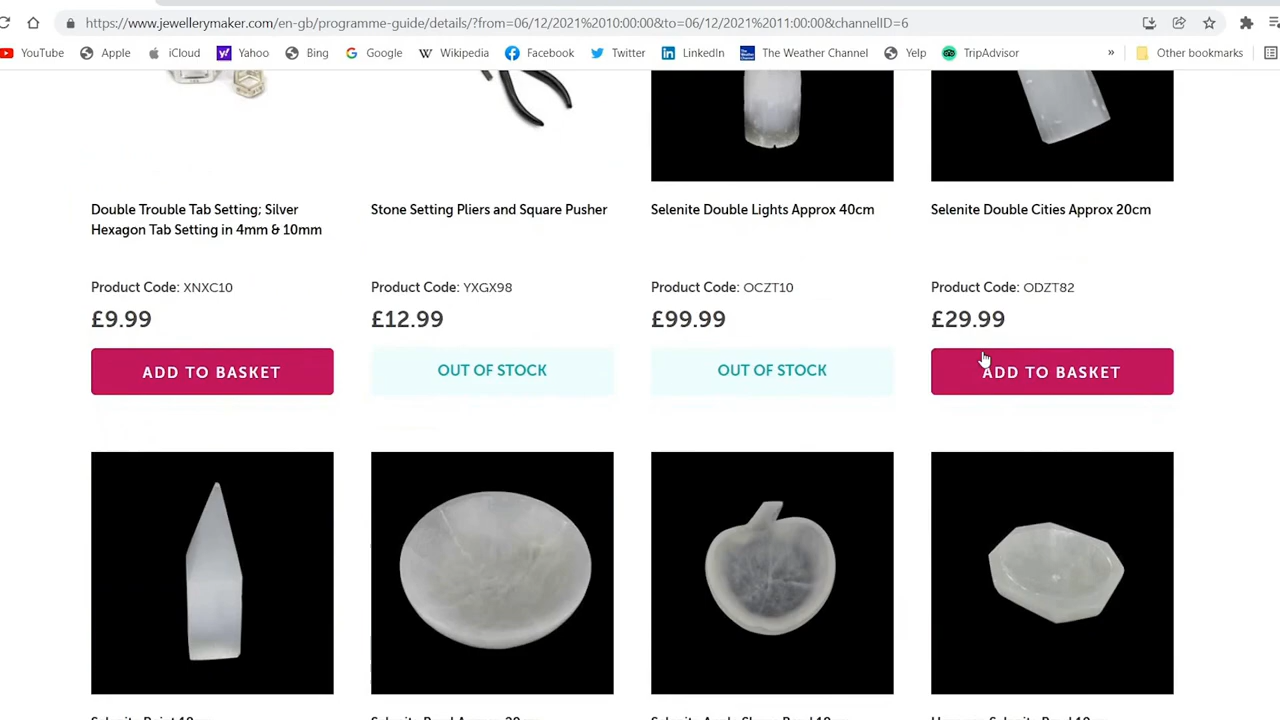 https://www.jewellerymaker.com/en-gb/programme-guide/details/?from=06/12/2021%2010:00:00&to=06/12/2021%2011:00:00&channelID=6
YouTube Apple iCloud Yahoo Bing Google Wikipedia Facebook Twitter LinkedIn The Weather Channel Yelp TripAdvisor » Other bookmarks
Double Trouble Tab Setting; Silver
Hexagon Tab Setting in 4mm & 10mm
Product Code: XNXC10
£9.99
ADD TO BASKET
Stone Setting Pliers and Square Pusher
Product Code: YXGX98
£12.99
OUT OF STOCK
Selenite Double Lights Approx 40cm
Product Code: OCZT10
£99.99
OUT OF STOCK
Selenite Double Cities Approx 20cm
Product Code: ODZT82
£29.99
ADD TO BASKET